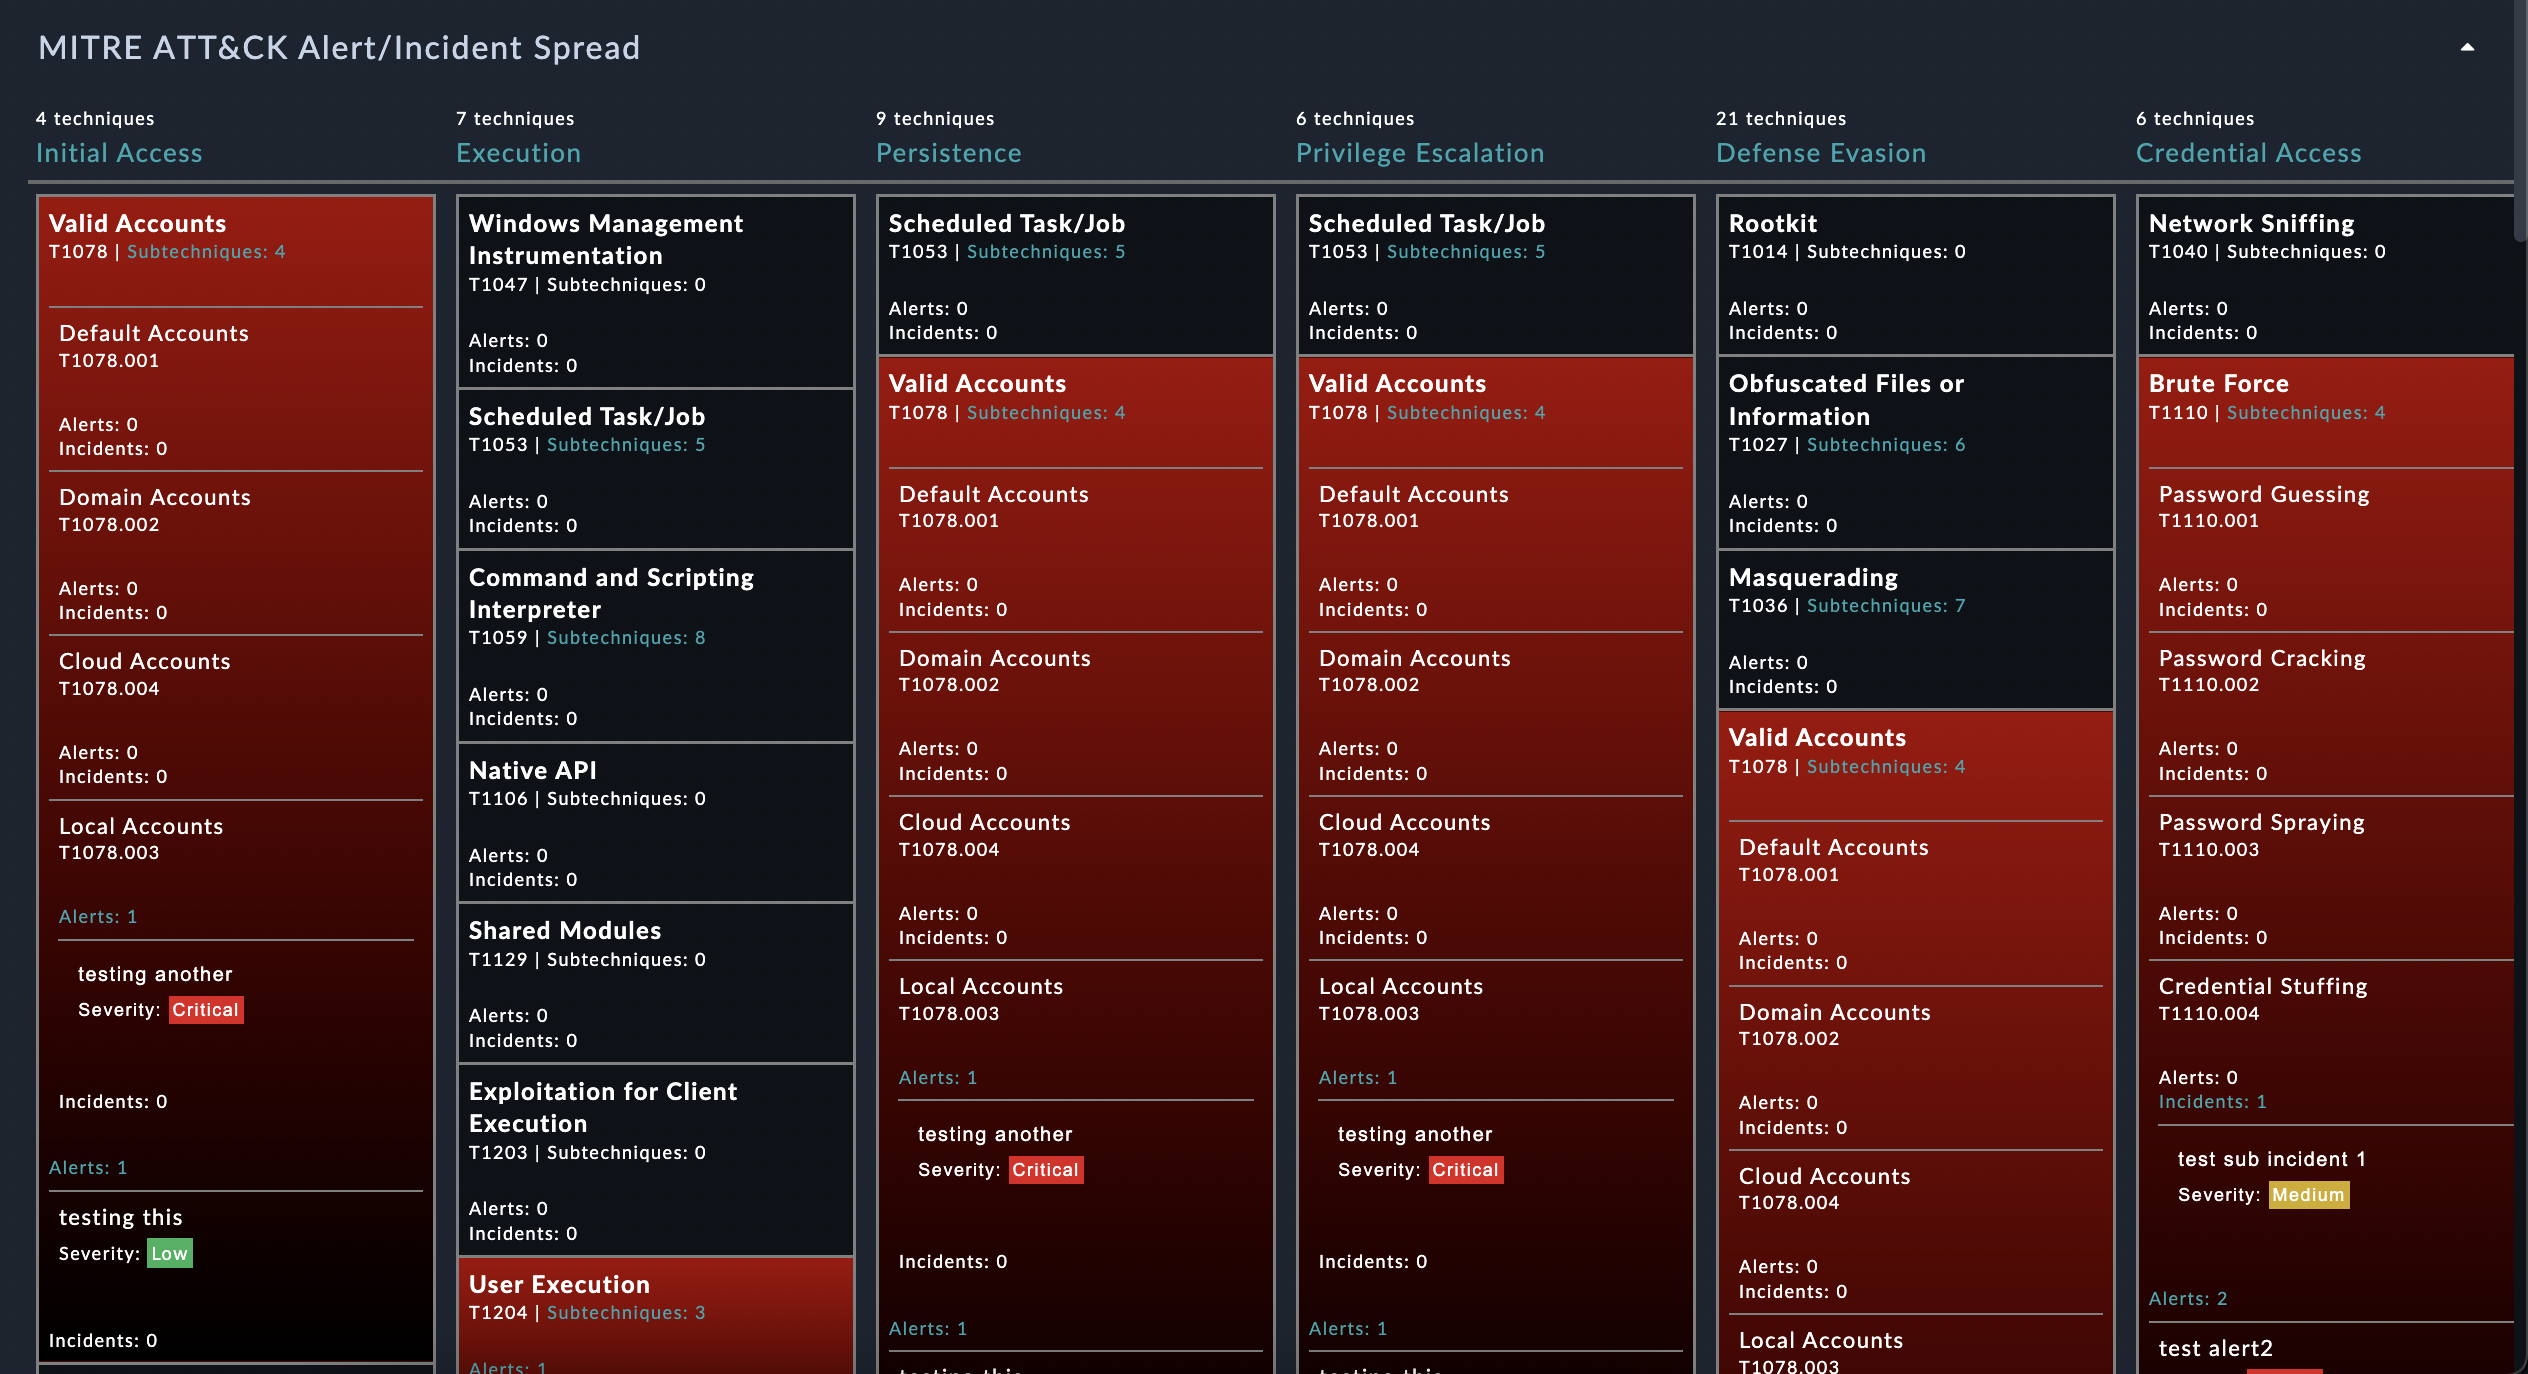 MITRE ATT&CK Alert/Incident Spread
4 techniques
Initial Access
Valid Accounts
T1078 | Subtechniques: 4
Default Accounts
T1078.001
Alerts: 0
Incidents: 0
Domain Accounts
T1078.002
Alerts: 0
Incidents: 0
Cloud Accounts
T1078.004
Alerts: 0
Incidents: 0
Local Accounts
T1078.003
Alerts: 1
testing another
Severity: Critical
Incidents: 0
Alerts: 1
testing this
Severity: Low
Incidents: 0
7 techniques
Execution
Windows Management
Instrumentation
T1047 | Subtechniques: 0
Alerts: 0
Incidents: 0
Scheduled Task/Job
T1053 | Subtechniques: 5
Alerts: 0
Incidents: 0
Command and Scripting
Interpreter
T1059 | Subtechniques: 8
Alerts: 0
Incidents: 0
Native API
T1106 | Subtechniques: 0
Alerts: 0
Incidents: 0
Shared Modules
T1129 | Subtechniques: 0
Alerts: 0
Incidents: 0
Exploitation for Client
Execution
T1203 | Subtechniques: 0
Alerts: 0
Incidents: 0
User Execution
T1204 | Subtechniques: 3
Alerts: 1
9 techniques
Persistence
Scheduled Task/Job
T1053 | Subtechniques: 5
Alerts: 0
Incidents: 0
Valid Accounts
T1078 | Subtechniques: 4
Default Accounts
T1078.001
Alerts: 0
Incidents: 0
Domain Accounts
T1078.002
Alerts: 0
Incidents: 0
Cloud Accounts
T1078.004
Alerts: 0
Incidents: 0
Local Accounts
T1078.003
Alerts: 1
testing another
Severity: Critical
Incidents: 0
Alerts: 1
testing this
6 techniques
Privilege Escalation
Scheduled Task/Job
T1053 | Subtechniques: 5
Alerts: 0
Incidents: 0
Valid Accounts
T1078 | Subtechniques: 4
Default Accounts
T1078.001
Alerts: 0
Incidents: 0
Domain Accounts
T1078.002
Alerts: 0
Incidents: 0
Cloud Accounts
T1078.004
Alerts: 0
Incidents: 0
Local Accounts
T1078.003
Alerts: 1
testing another
Severity: Critical
Incidents: 0
Alerts: 1
testing this
21 techniques
Defense Evasion
Rootkit
T1014 | Subtechniques: 0
Alerts: 0
Incidents: 0
Obfuscated Files or
Information
T1027 | Subtechniques: 6
Alerts: 0
Incidents: 0
Masquerading
T1036 | Subtechniques: 7
Alerts: 0
Incidents: 0
Valid Accounts
T1078 | Subtechniques: 4
Default Accounts
T1078.001
Alerts: 0
Incidents: 0
Domain Accounts
T1078.002
Alerts: 0
Incidents: 0
Cloud Accounts
T1078.004
Alerts: 0
Incidents: 0
Local Accounts
T1078.003
6 techniques
Credential Access
Network Sniffing
T1040 | Subtechniques: 0
Alerts: 0
Incidents: 0
Brute Force
T1110 | Subtechniques: 4
Password Guessing
T1110.001
Alerts: 0
Incidents: 0
Password Cracking
T1110.002
Alerts: 0
Incidents: 0
Password Spraying
T1110.003
Alerts: 0
Incidents: 0
Credential Stuffing
T1110.004
Alerts: 0
Incidents: 1
test sub incident 1
Severity: Medium
Alerts: 2
test alert2